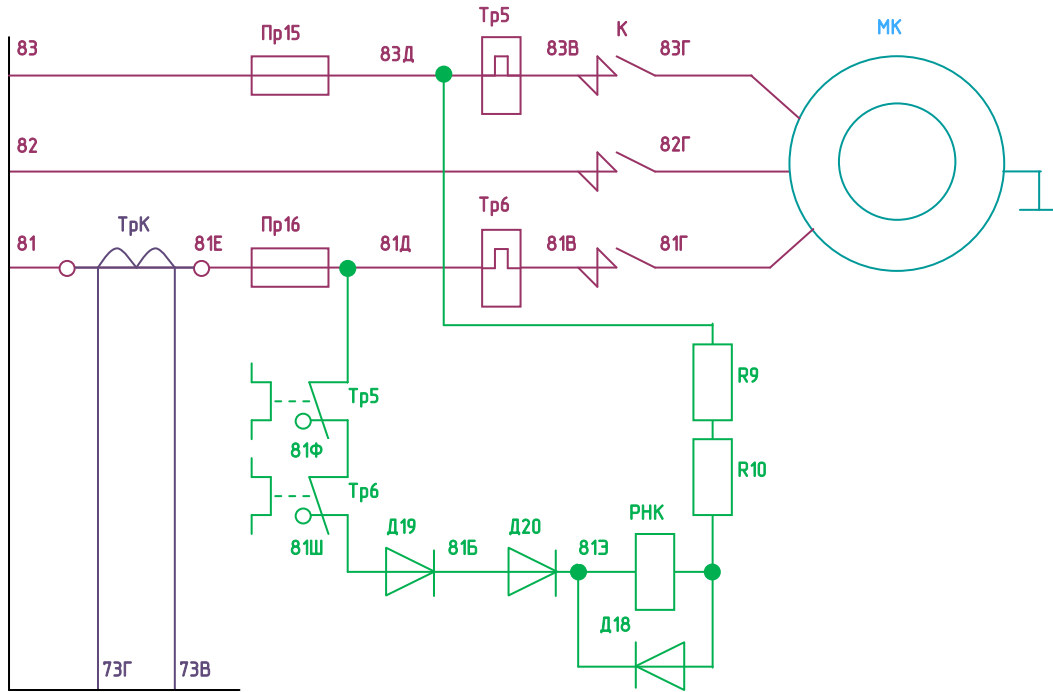 83
Пр15
83Д
Тр5
83В
К
83Г
МК
82
82Г
81
ТрК
81Е
Пр16
81Д
Тр6
81В
81Г
Тр5
R9
81Ф
Тр6
R10
81Ш
Д19
81Б
Д20
81Э
РНК
Д18
73Г
73В